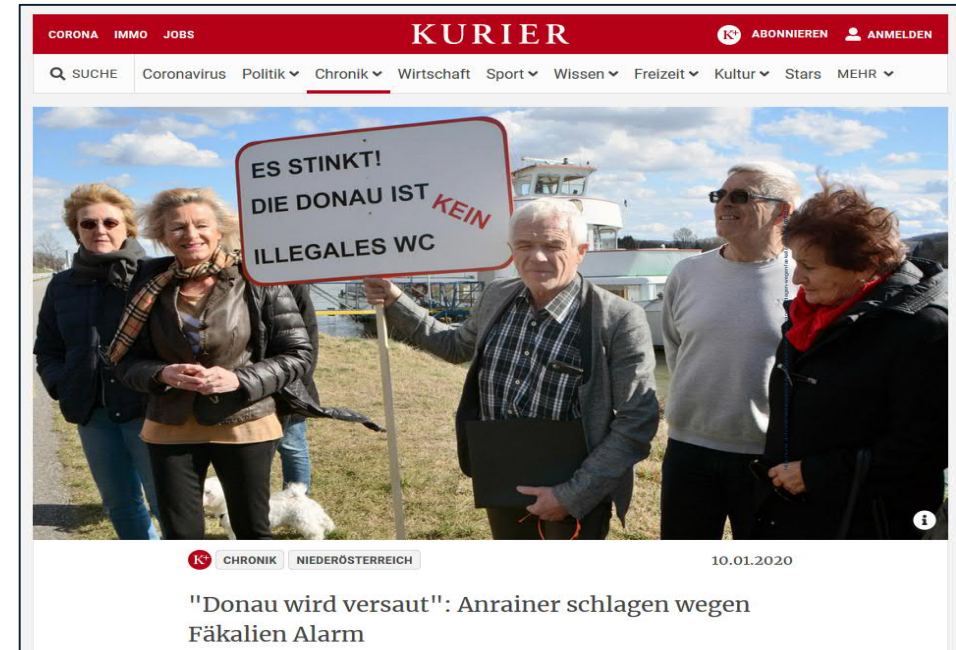 CORONA IMMO JOBS KURIER K+ ABONNIEREN ANMELDEN
SUCHE Coronavirus Politik Chronik Wirtschaft Sport Wissen Freizeit Kultur Stars MEHR
ES STINKT!
DIE DONAU IST KEIN
ILLEGALES WC
K+ CHRONIK NIEDERÖSTERREICH 10.01.2020
"Donau wird versaut": Anrainer schlagen wegen
Fäkalien Alarm